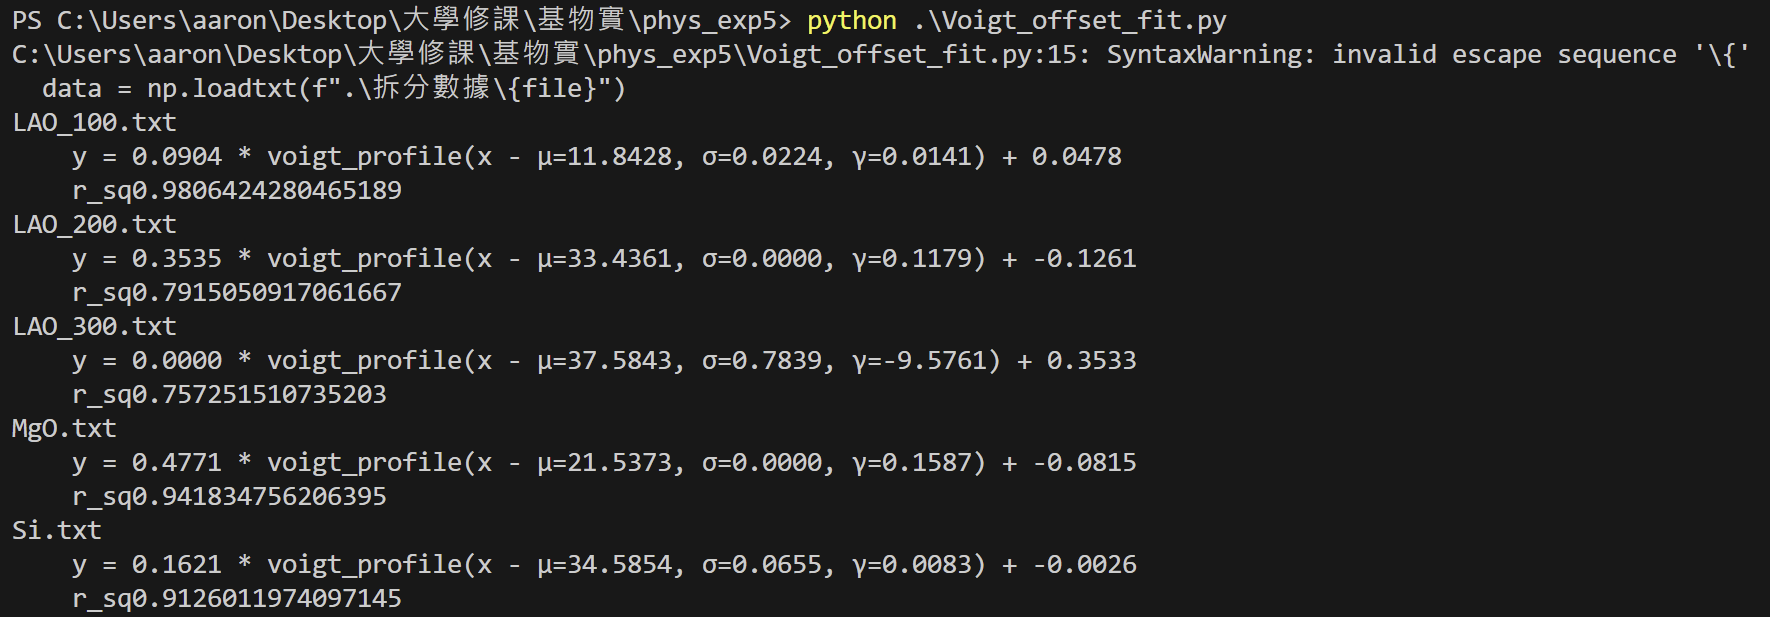 PS C:\Users\aaron\Desktop\大學修課\基物實\phys_exp5> python .\Voigt_offset_fit.py
C:\Users\aaron\Desktop\大學修課\基物實\phys_exp5\Voigt_offset_fit.py:15: SyntaxWarning: invalid escape sequence '\{'
  data = np.loadtxt(f".\拆分數據\{file}")
LAO_100.txt
    y = 0.0904 * voigt_profile(x - μ=11.8428, σ=0.0224, γ=0.0141) + 0.0478
    r_sq0.9806424280465189
LAO_200.txt
    y = 0.3535 * voigt_profile(x - μ=33.4361, σ=0.0000, γ=0.1179) + -0.1261
    r_sq0.7915050917061667
LAO_300.txt
    y = 0.0000 * voigt_profile(x - μ=37.5843, σ=0.7839, γ=-9.5761) + 0.3533
    r_sq0.757251510735203
MgO.txt
    y = 0.4771 * voigt_profile(x - μ=21.5373, σ=0.0000, γ=0.1587) + -0.0815
    r_sq0.941834756206395
Si.txt
    y = 0.1621 * voigt_profile(x - μ=34.5854, σ=0.0655, γ=0.0083) + -0.0026
    r_sq0.9126011974097145